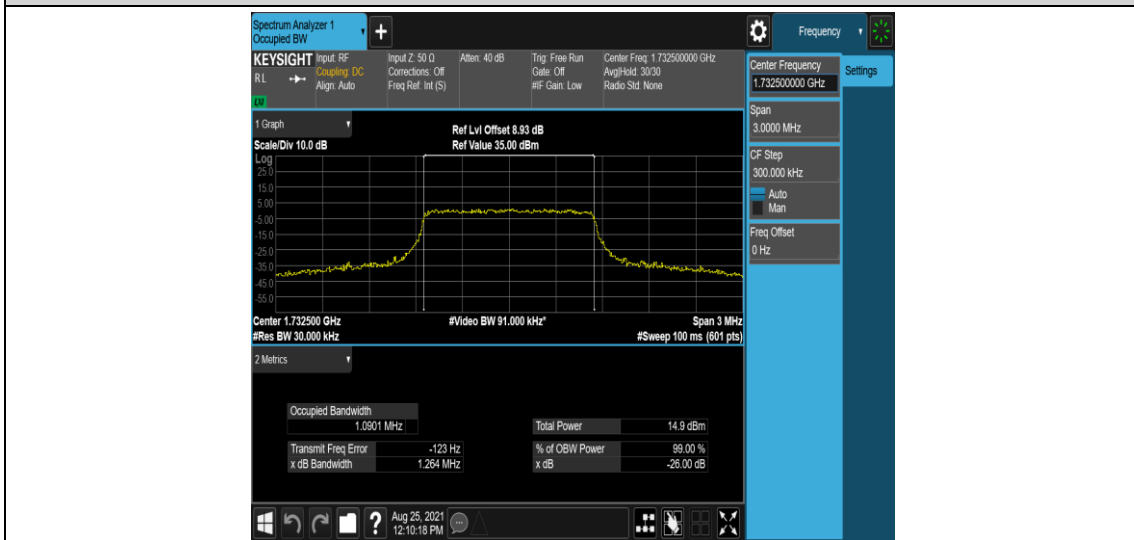 Spectrum Analyzer 1
Occupied BW
+
Frequency
KEYSIGHT
RL
LXI
Input: RF
Coupling: DC
Align: Auto
Input Z: 50 Ω
Corrections: Off
Freq Ref: Int (S)
Atten: 40 dB
Trig: Free Run
Gate: Off
#IF Gain: Low
Center Freq: 1.732500000 GHz
Avg|Hold: 30/30
Radio Std: None
Center Frequency
1.732500000 GHz
Settings
Span
3.0000 MHz
CF Step
300.000 kHz
Auto
Man
Freq Offset
0 Hz
1 Graph
Scale/Div 10.0 dB
Ref Lvl Offset 8.93 dB
Ref Value 35.00 dBm
Log
25.0
15.0
5.00
-5.00
-15.0
-25.0
-35.0
-45.0
-55.0
Center 1.732500 GHz
#Res BW 30.000 kHz
#Video BW 91.000 kHz*
Span 3 MHz
#Sweep 100 ms (601 pts)
2 Metrics
Occupied Bandwidth
1.0901 MHz
Transmit Freq Error -123 Hz
x dB Bandwidth 1.264 MHz
Total Power 14.9 dBm
% of OBW Power 99.00 %
x dB -26.00 dB
?
Aug 25, 2021
12:10:18 PM